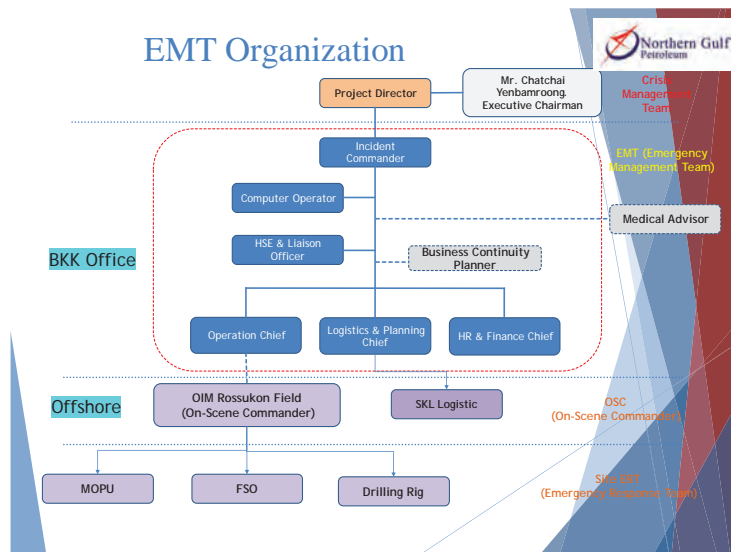 EMT Organization
Northern Gulf
Petroleum
Project Director
Mr. Chatchai
Yenbamroong.
Executive Chairman
Crisis
Management
Team
Incident
Commander
EMT (Emergency
Management Team)
Computer Operator
Medical Advisor
HSE & Liaison
Officer
Business Continuity
Planner
BKK Office
Operation Chief
Logistics & Planning
Chief
HR & Finance Chief
Offshore
OIM Rossukon Field
(On-Scene Commander)
SKL Logistic
OSC
(On-Scene Commander)
MOPU
FSO
Drilling Rig
Site ERT
(Emergency Response Team)